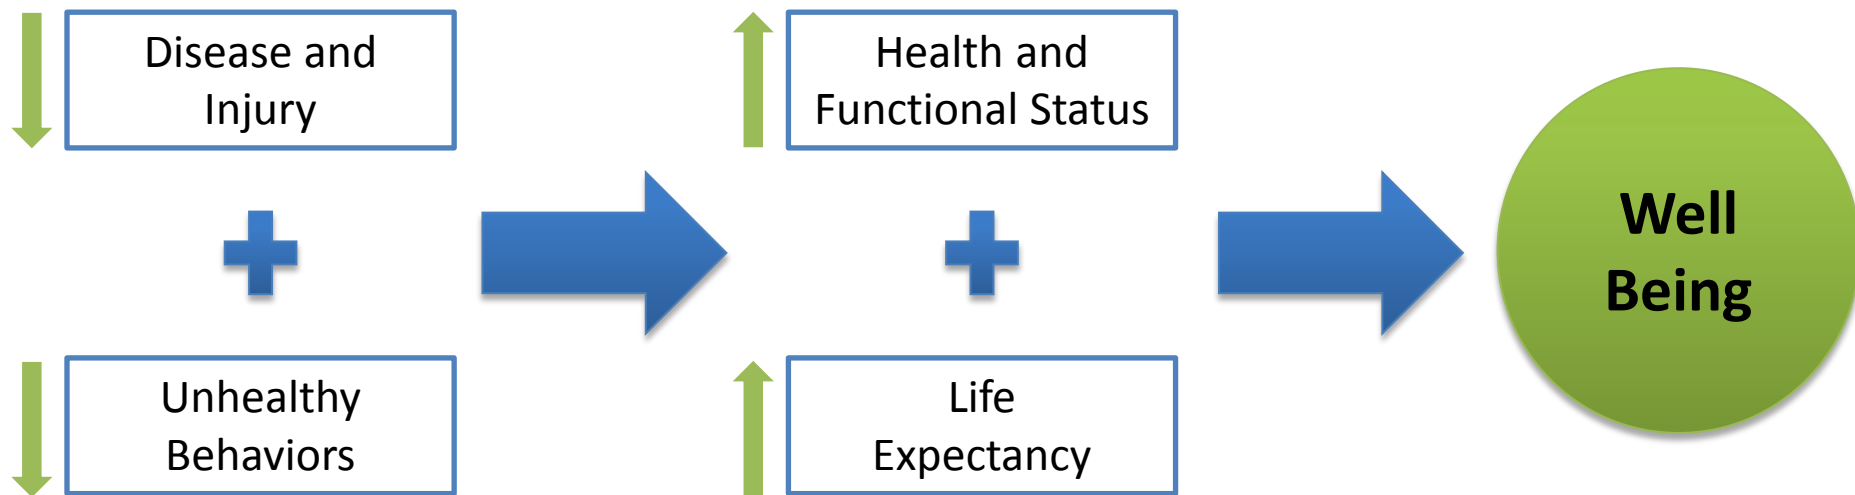 Disease and
Injury
Unhealthy
Behaviors
Health and
Functional Status
Life
Expectancy
Well
Being